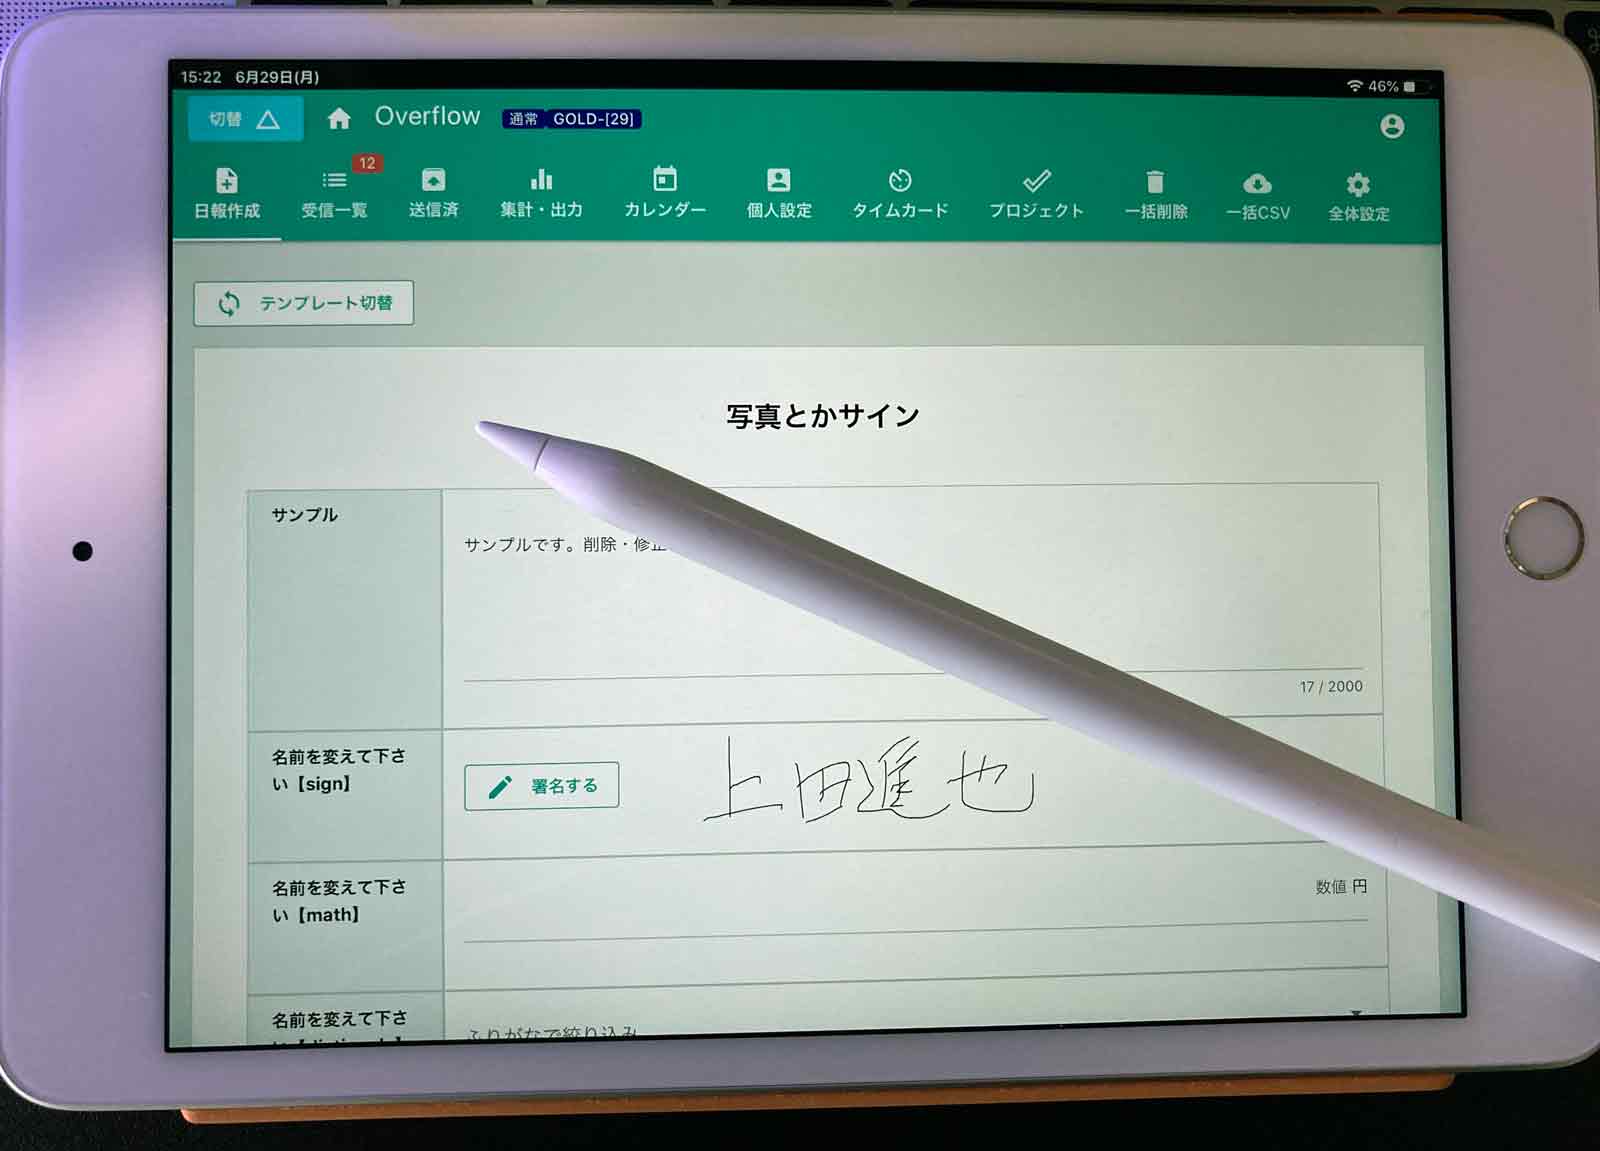 15:22 6月29日(月)
46%
切替 Overflow 通常 GOLD-[29]
12
日報作成 受信一覧 送信済 集計・出力 カレンダー 個人設定 タイムカード プロジェクト 一括削除 一括CSV 全体設定
テンプレート切替
写真とかサイン
サンプル
サンプルです。削除・修正
17 / 2000
名前を変えて下さ
い【sign】
署名する
上田進也
名前を変えて下さ
い【math】
数値 円
名前を変えて下さ
ふりがなで絞り込み